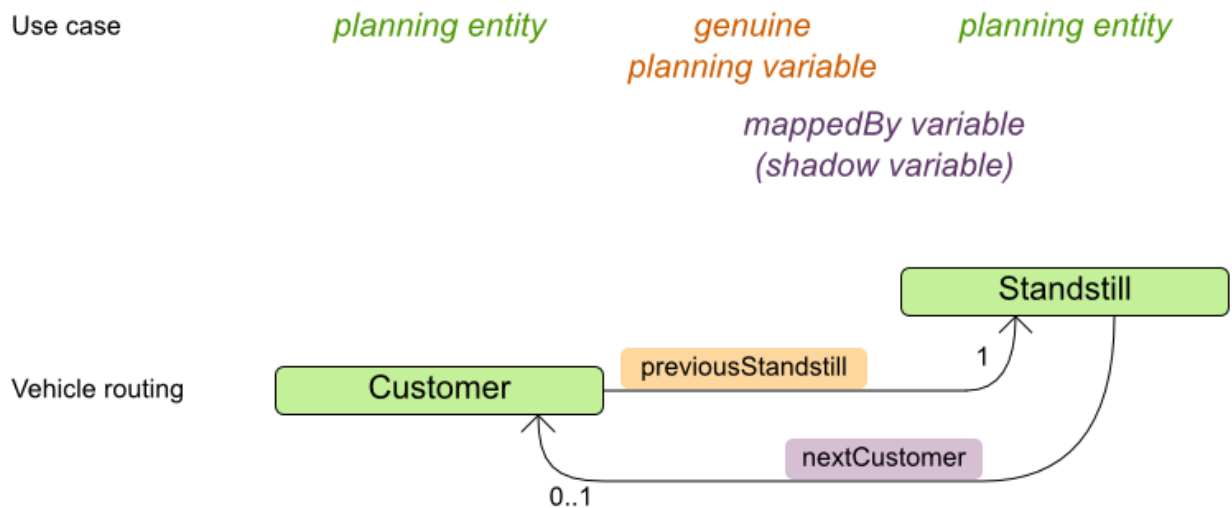 Use case
planning entity
genuine
planning variable
planning entity
mappedBy variable
(shadow variable)
Standstill
previousStandstill
1
Vehicle routing
Customer
nextCustomer
0..1